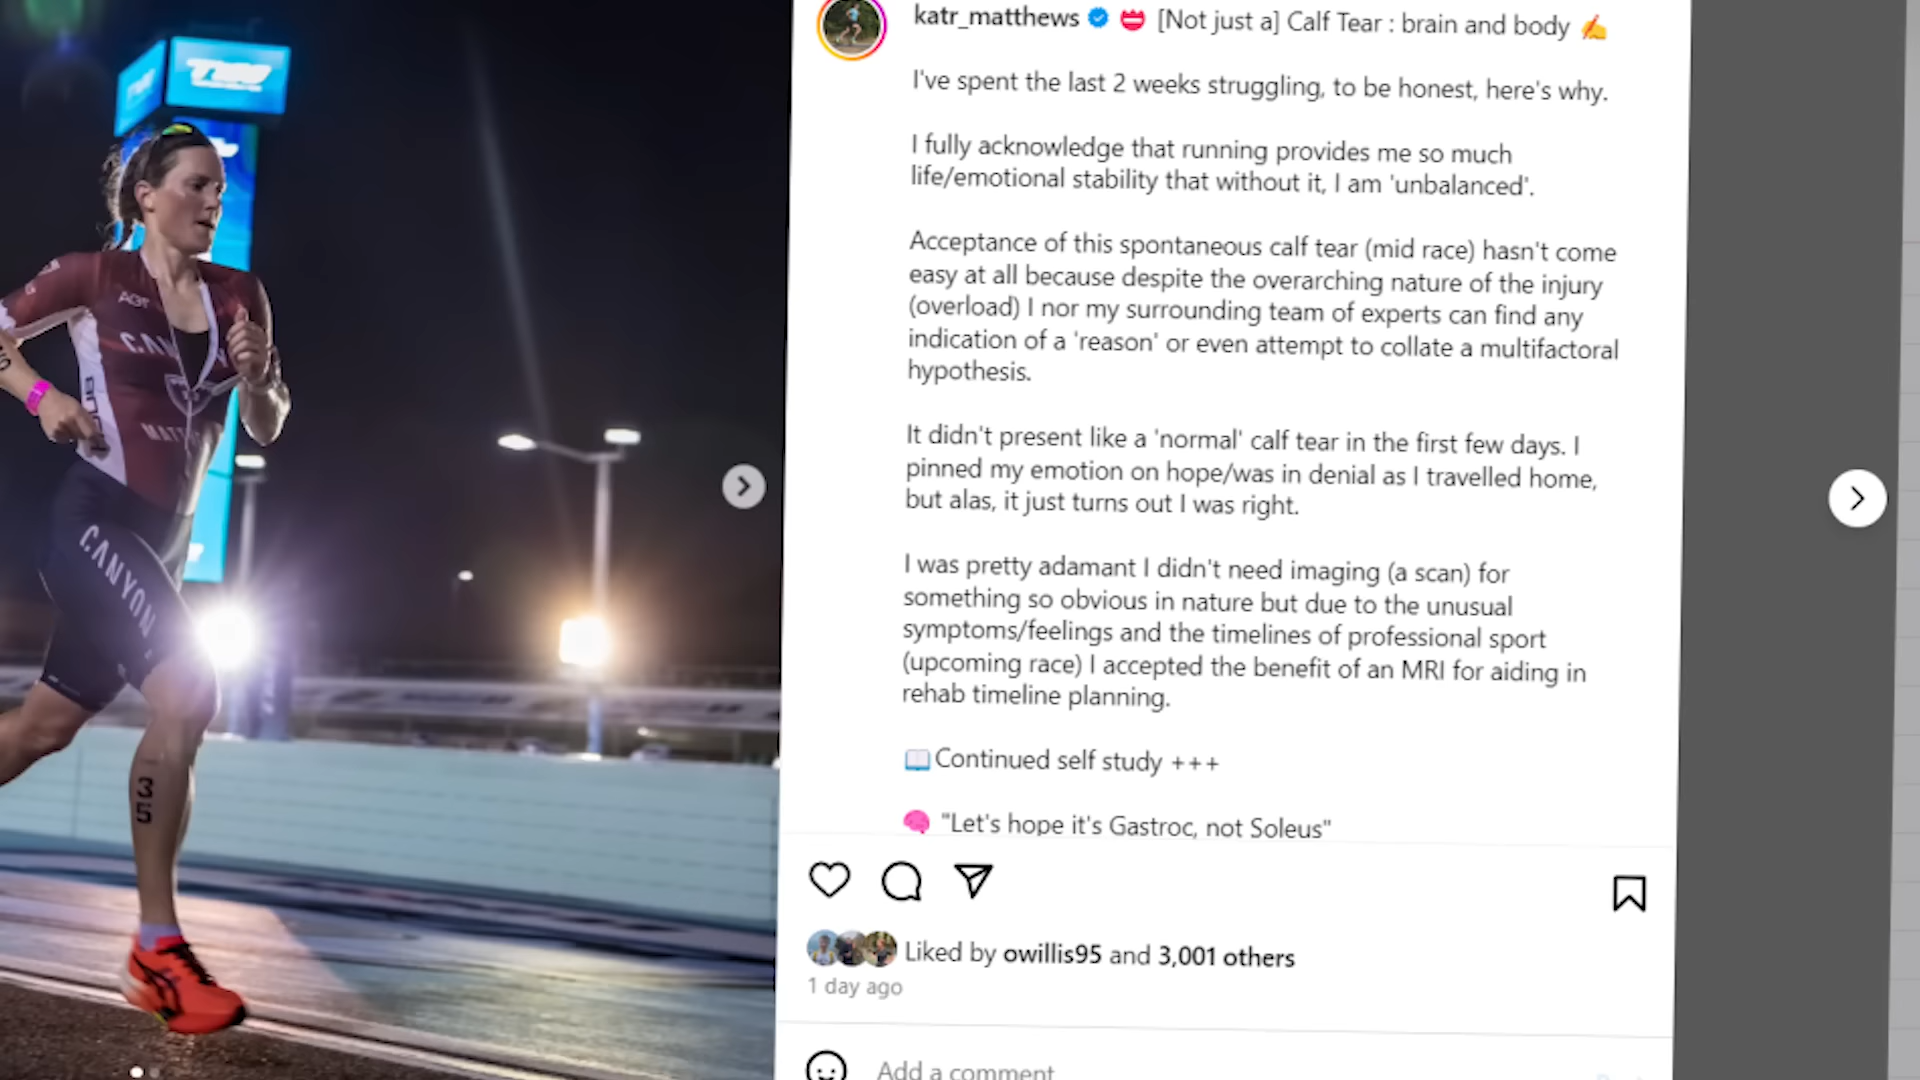 katr_matthews [Not just a] Calf Tear : brain and body
I've spent the last 2 weeks struggling, to be honest, here's why.
I fully acknowledge that running provides me so much
life/emotional stability that without it, I am 'unbalanced'.
Acceptance of this spontaneous calf tear (mid race) hasn't come
easy at all because despite the overarching nature of the injury
(overload) I nor my surrounding team of experts can find any
indication of a 'reason' or even attempt to collate a multifactoral
hypothesis.
It didn't present like a 'normal' calf tear in the first few days. I
pinned my emotion on hope/was in denial as I travelled home,
but alas, it just turns out I was right.
I was pretty adamant I didn't need imaging (a scan) for
something so obvious in nature but due to the unusual
symptoms/feelings and the timelines of professional sport
(upcoming race) I accepted the benefit of an MRI for aiding in
rehab timeline planning.
Continued self study +++
"Let's hope it's Gastroc, not Soleus"
Liked by owillis95 and 3,001 others
1 day ago
Add a comment
CANYON
35